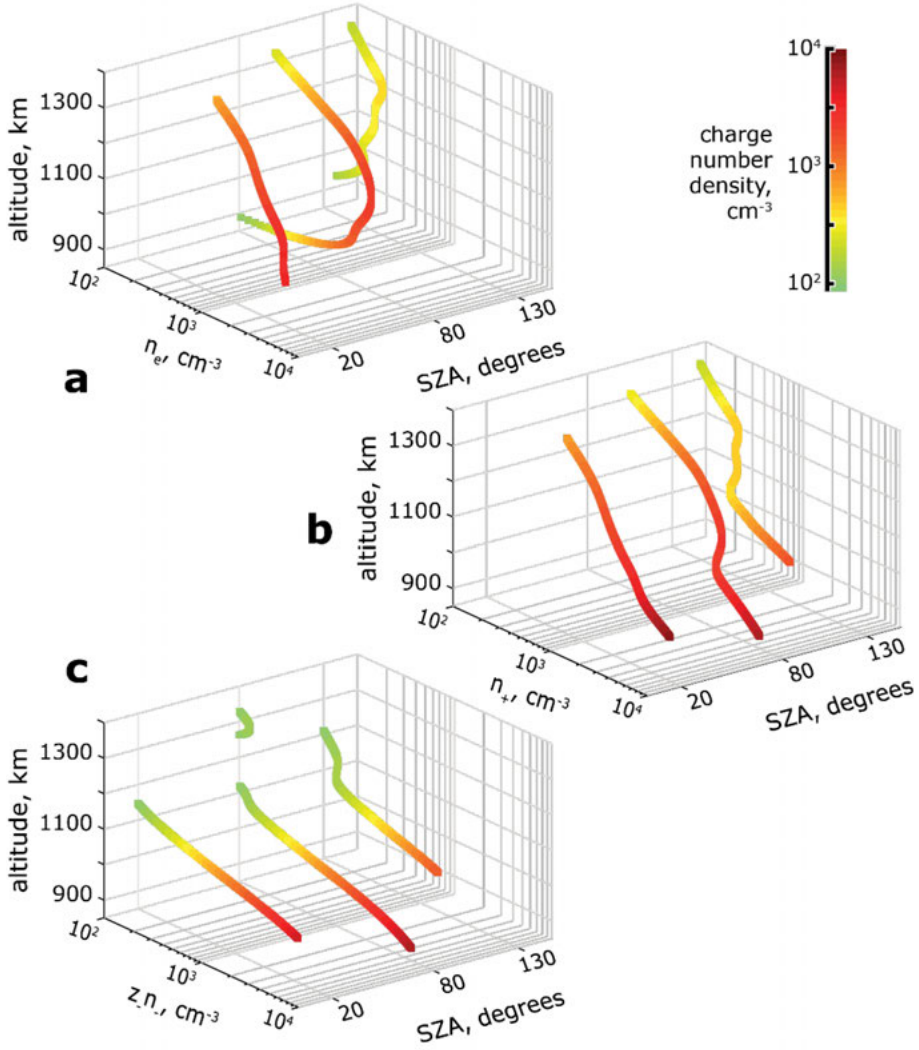 altitude, km
1300
1100
900
10²
10³
10⁴
nₑ, cm⁻³
20
80
130
SZA, degrees
a
charge
number
density,
cm⁻³
10⁴
10³
10²
b
altitude, km
1300
1100
900
10²
10³
10⁴
n₊, cm⁻³
20
80
130
SZA, degrees
c
altitude, km
1300
1100
900
10²
10³
10⁴
z₋n₋, cm⁻³
20
80
130
SZA, degrees